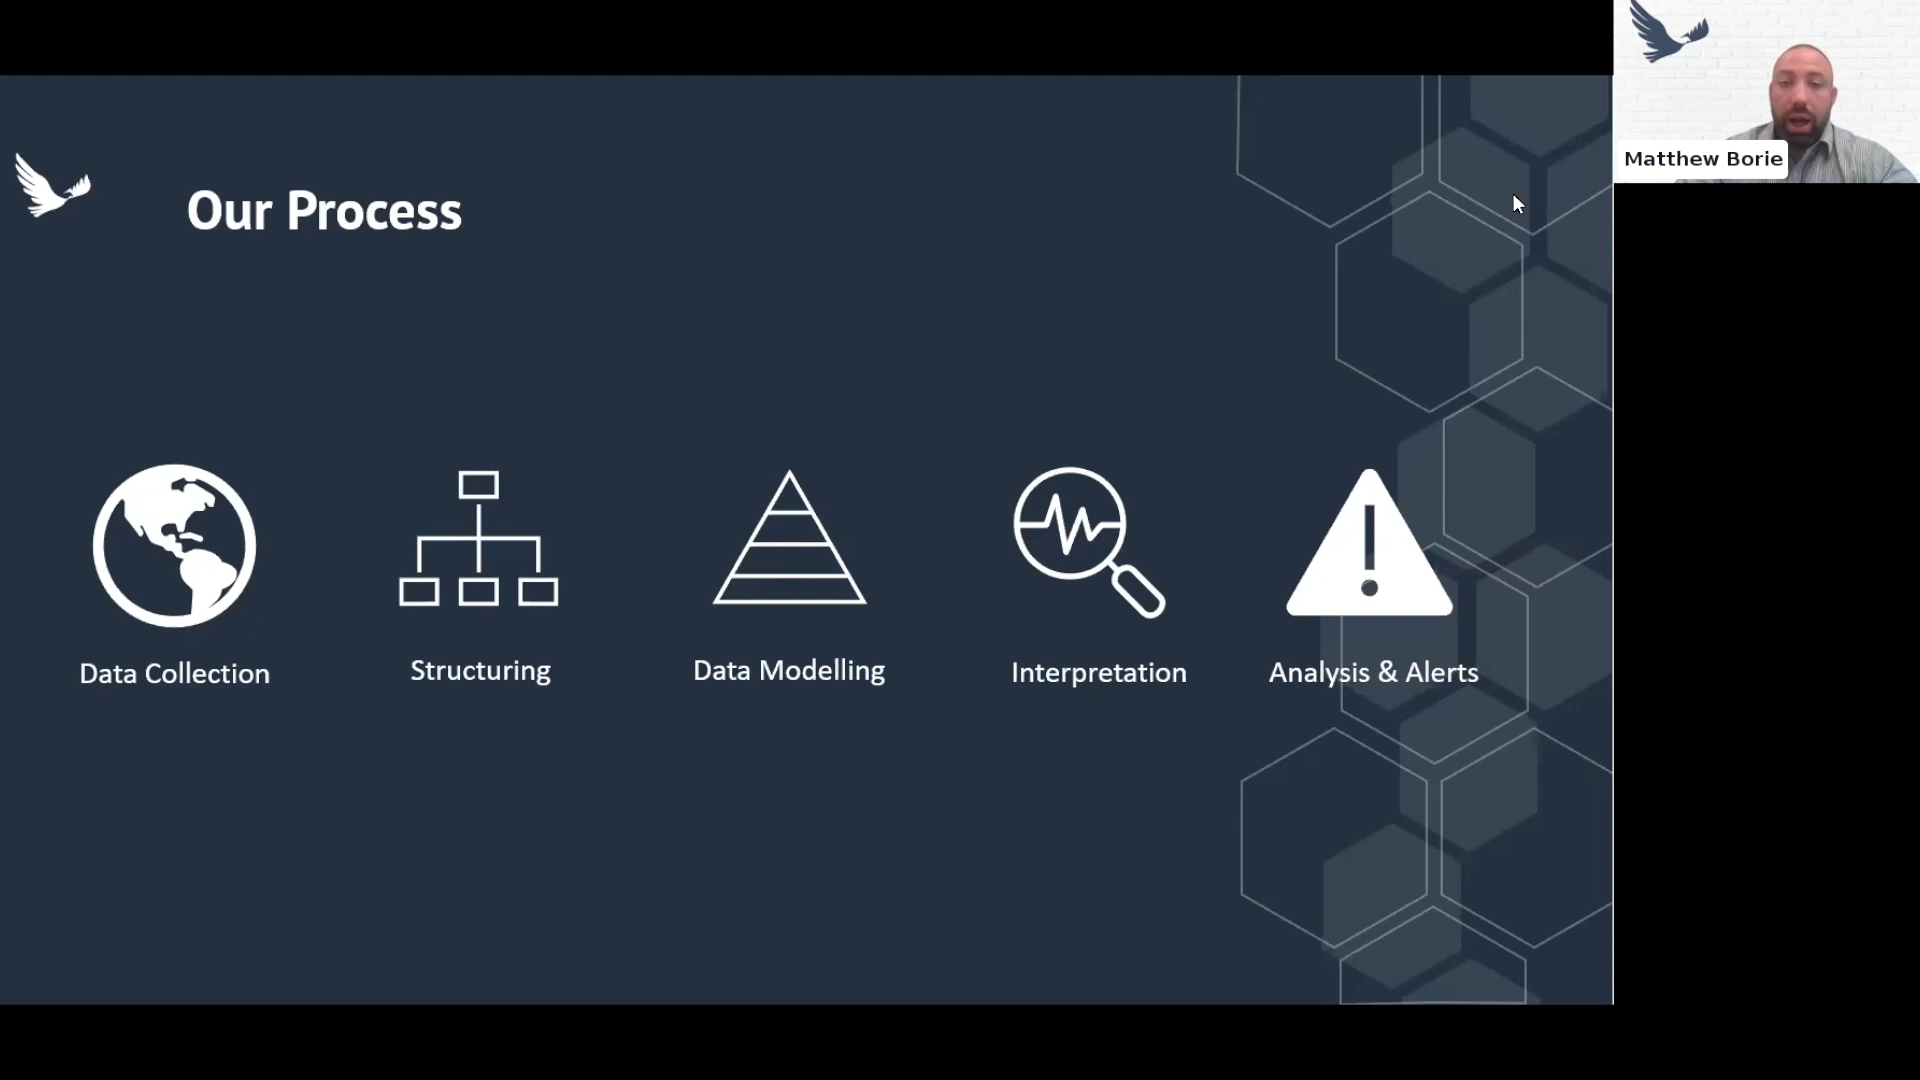 Matthew Borie
Our Process
Data Collection
Structuring
Data Modelling
Interpretation
Analysis & Alerts